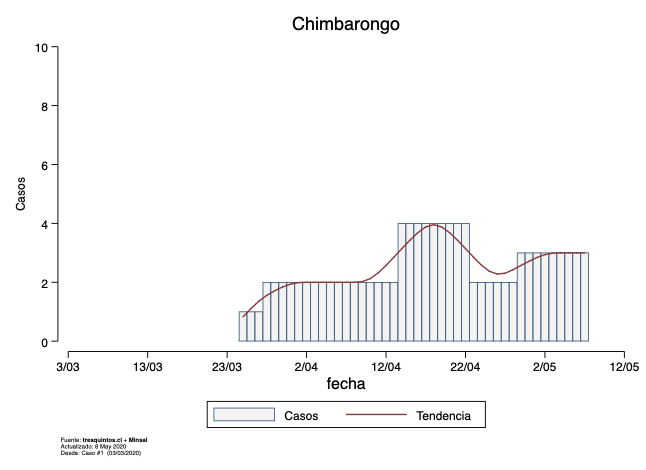 Chimbarongo
10
8
6
4
2
0
Casos
3/03 13/03 23/03 2/04 12/04 22/04 2/05 12/05
fecha
Casos Tendencia
Fuente: tresquintos.cl + Minsal
Actualizado: 8 May 2020
Desde: Caso #1 (03/03/2020)